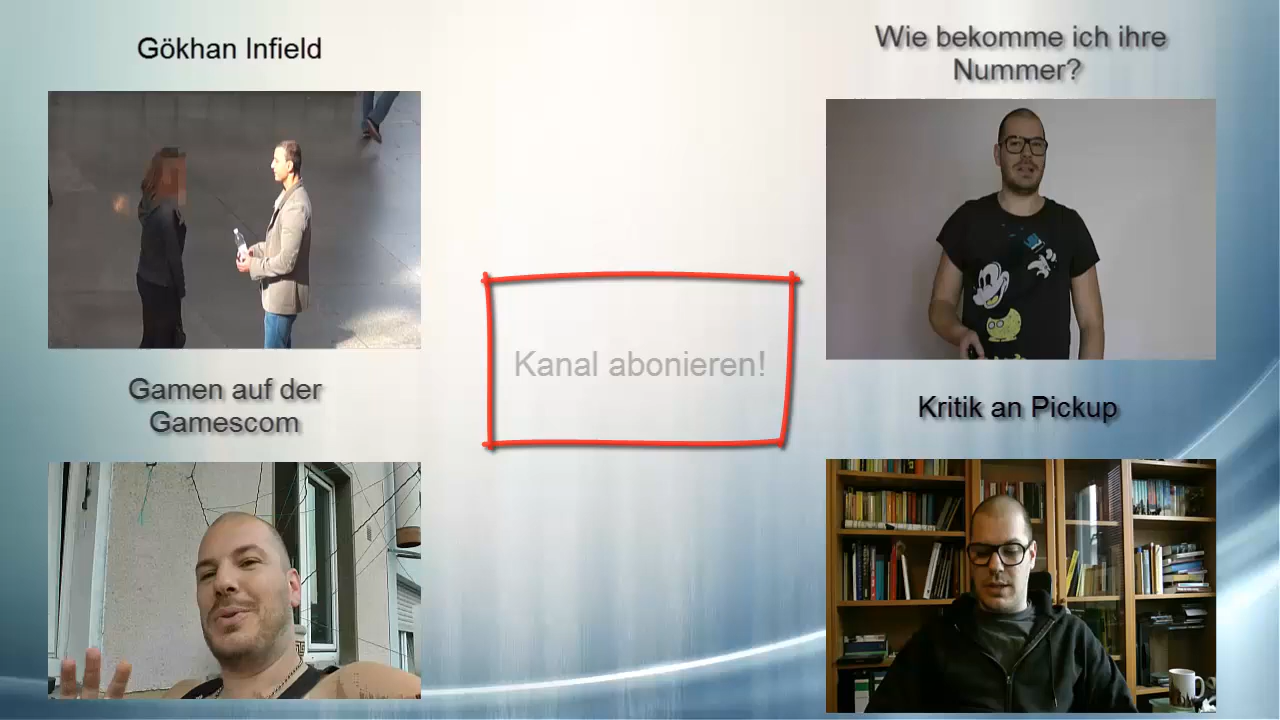 Gökhan Infield
Wie bekomme ich ihre
Nummer?
Kanal abonieren!
Gamen auf der
Gamescom
Kritik an Pickup